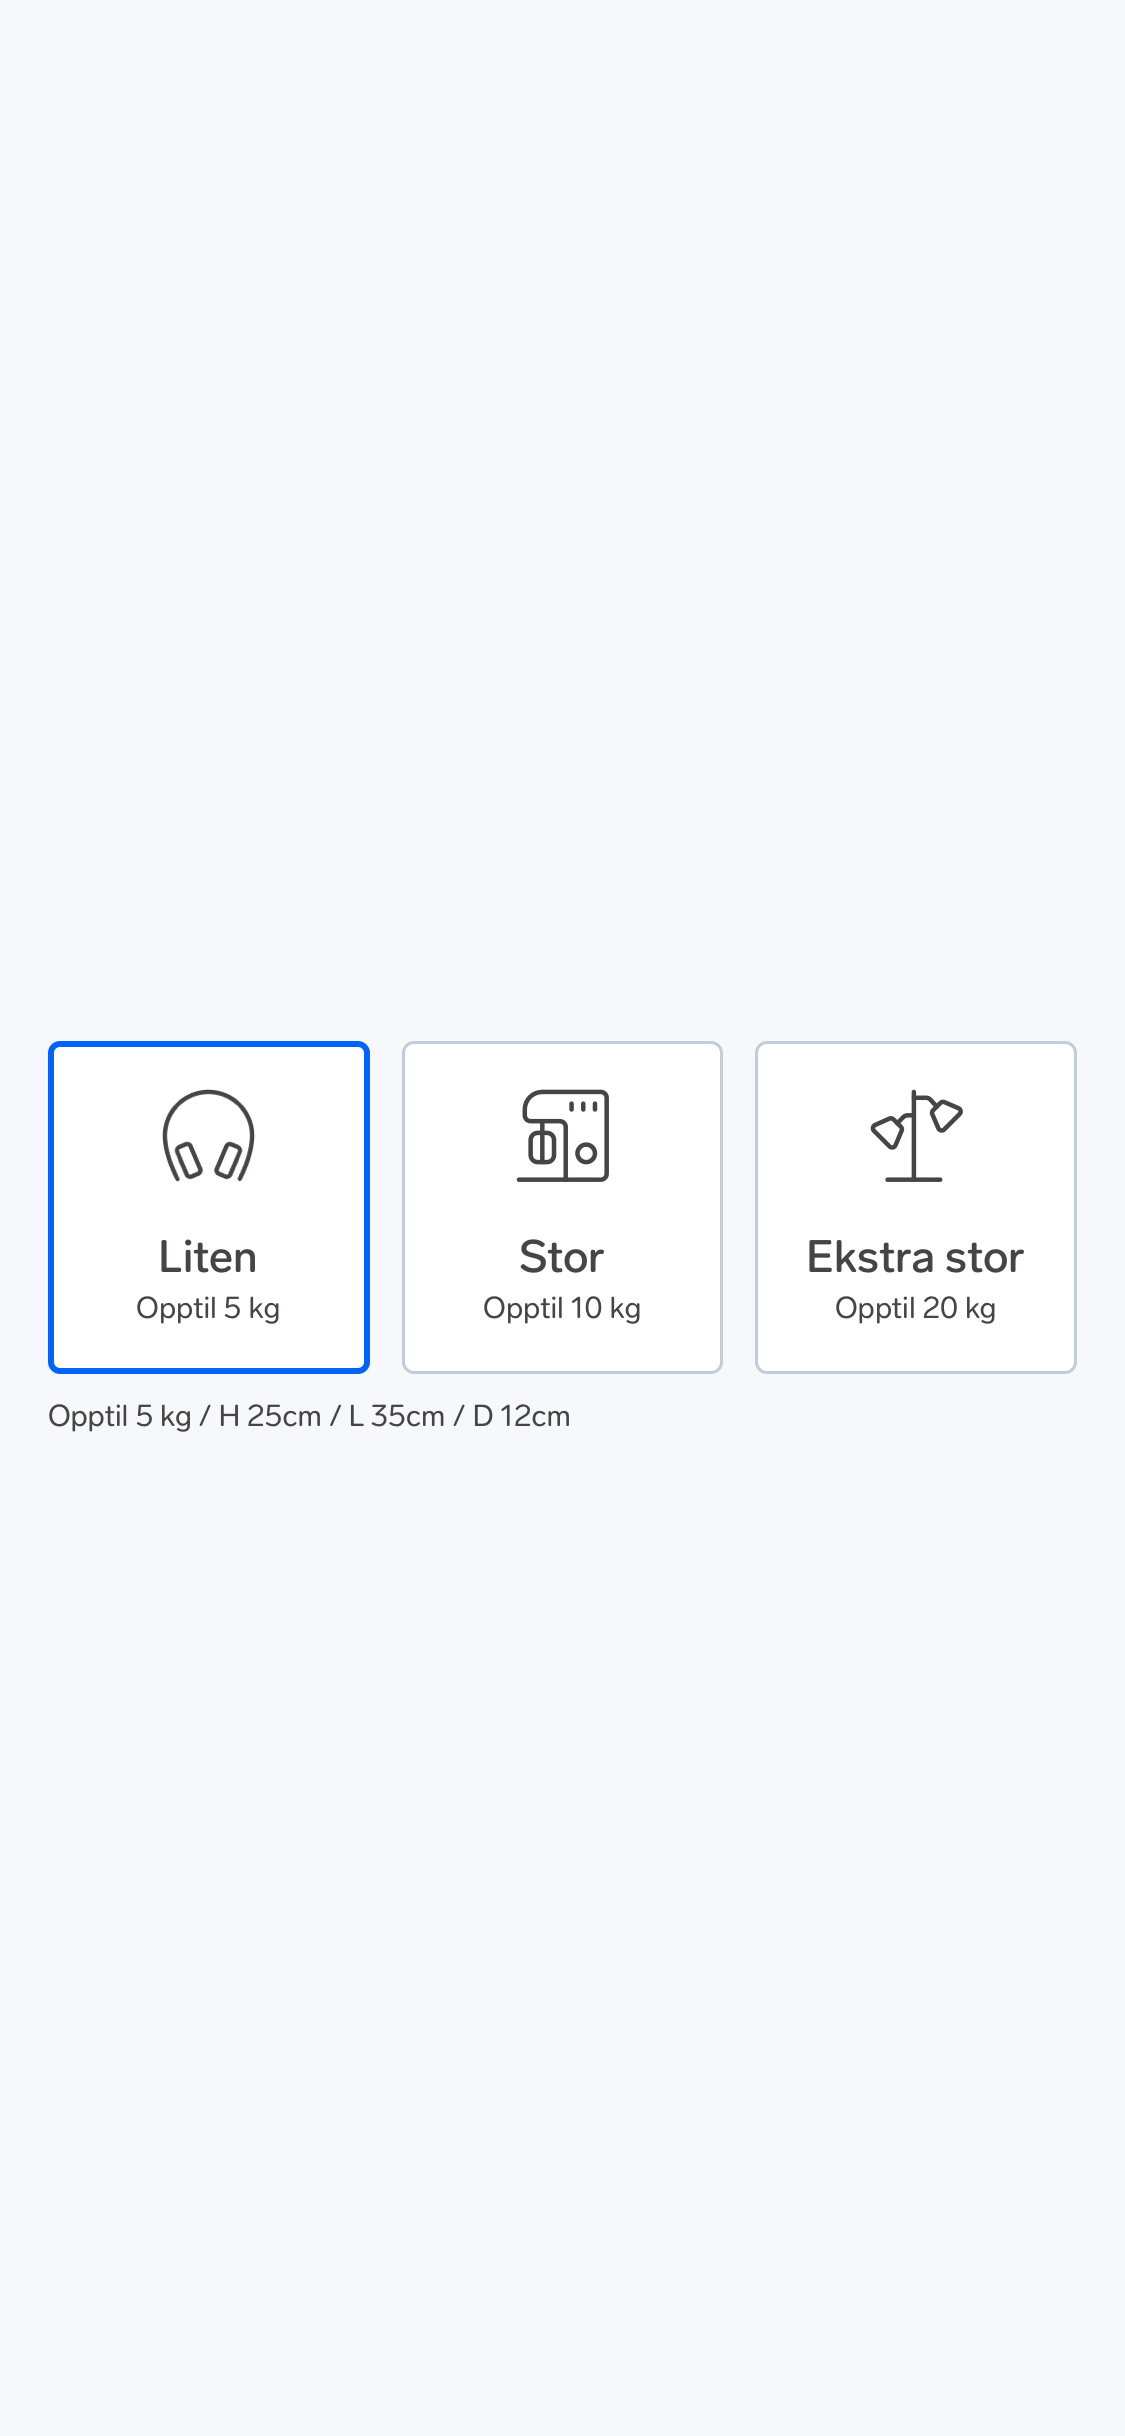 Liten
Opptil 5 kg
Stor
Opptil 10 kg
Ekstra stor
Opptil 20 kg
Opptil 5 kg / H 25cm / L 35cm / D 12cm